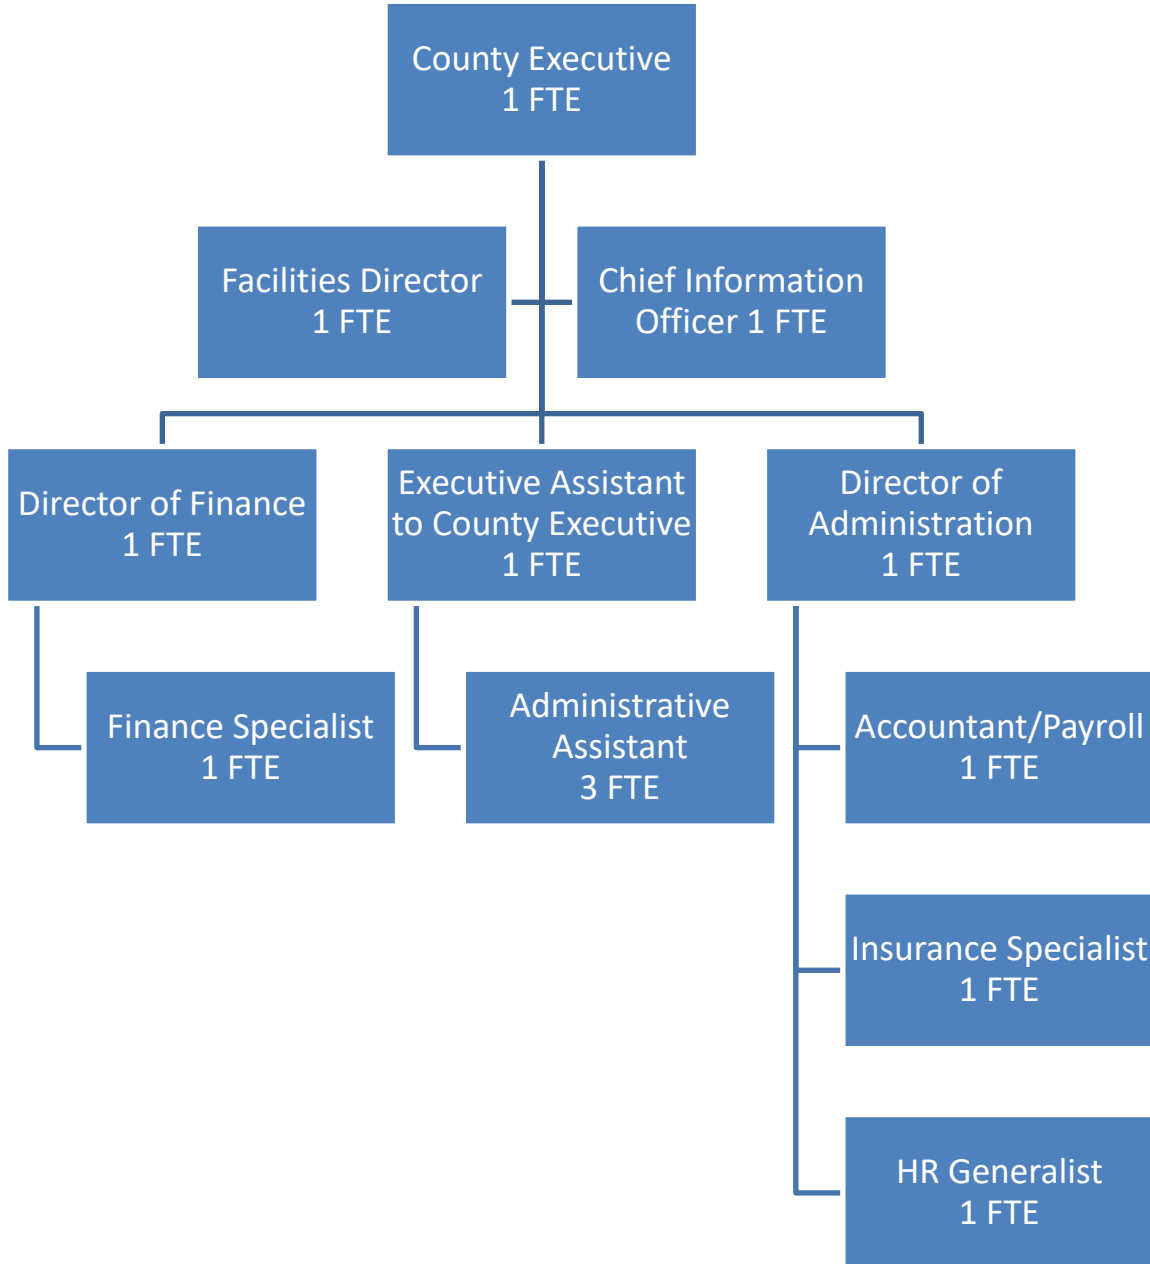 County Executive
1 FTE
Facilities Director
1 FTE
Chief Information
Officer 1 FTE
Director of Finance
1 FTE
Executive Assistant
to County Executive
1 FTE
Director of
Administration
1 FTE
Finance Specialist
1 FTE
Administrative
Assistant
3 FTE
Accountant/Payroll
1 FTE
Insurance Specialist
1 FTE
HR Generalist
1 FTE